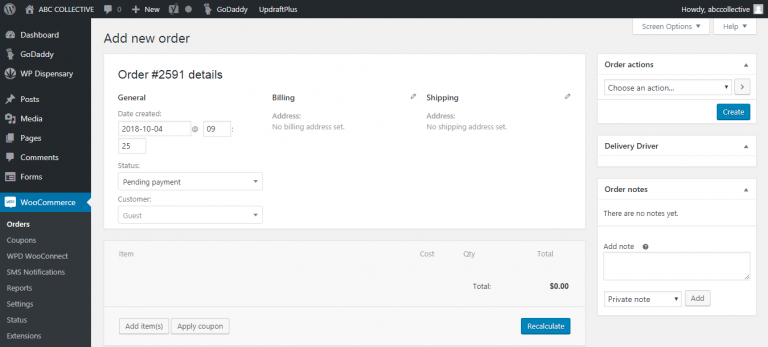 ABC COLLECTIVE 0 + New GoDaddy UpdraftPlus Howdy, abccollective
Screen Options Help
Dashboard
GoDaddy
WP Dispensary
Posts
Media
Pages
Comments
Forms
WooCommerce
Orders
Coupons
WPD WooConnect
SMS Notifications
Reports
Settings
Status
Extensions
Add new order
Order #2591 details
General
Date created:
2018-10-04 @ 09 :
25
Status:
Pending payment
Customer:
Guest
Billing
Address:
No billing address set.
Shipping
Address:
No shipping address set.
Item Cost Qty Total
Total: $0.00
Add item(s) Apply coupon Recalculate
Order actions
Choose an action...
Create
Delivery Driver
Order notes
There are no notes yet.
Add note
Private note Add